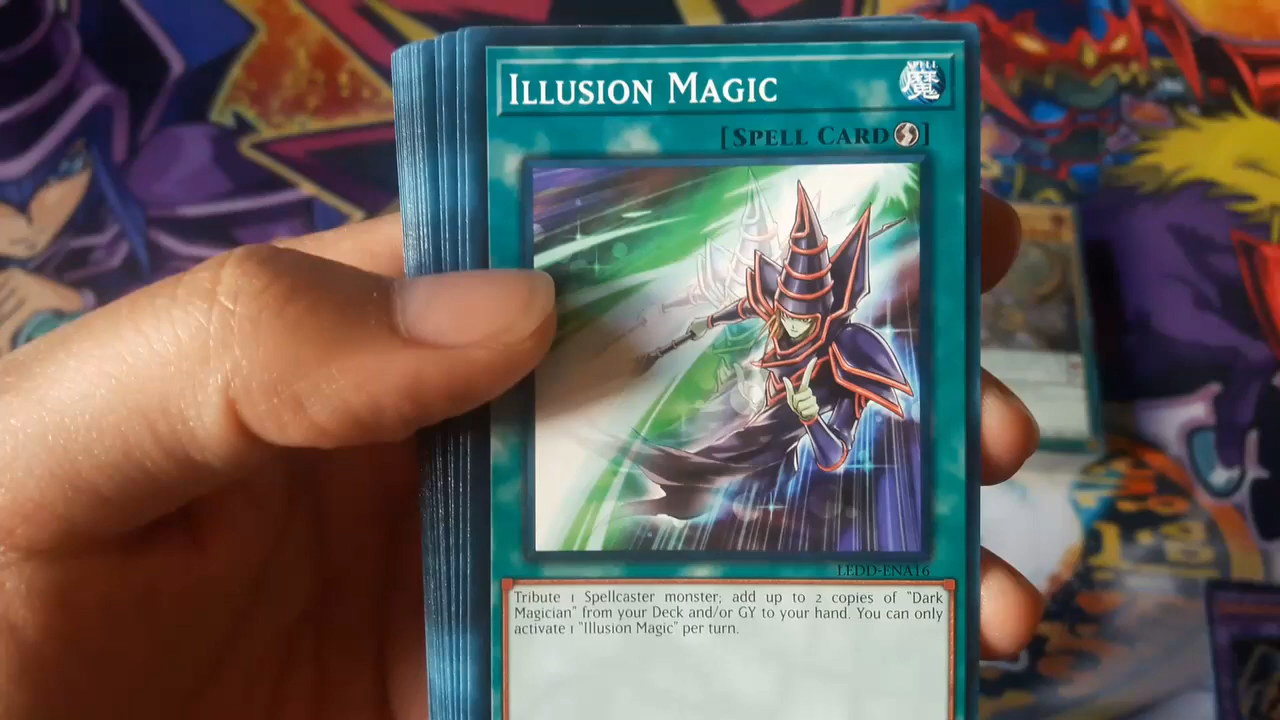 Illusion Magic
SPELL
魔
[Spell Card]
LEDD-ENA16
Tribute 1 Spellcaster monster; add up to 2 copies of "Dark
Magician" from your Deck and/or GY to your hand. You can only
activate 1 "Illusion Magic" per turn.